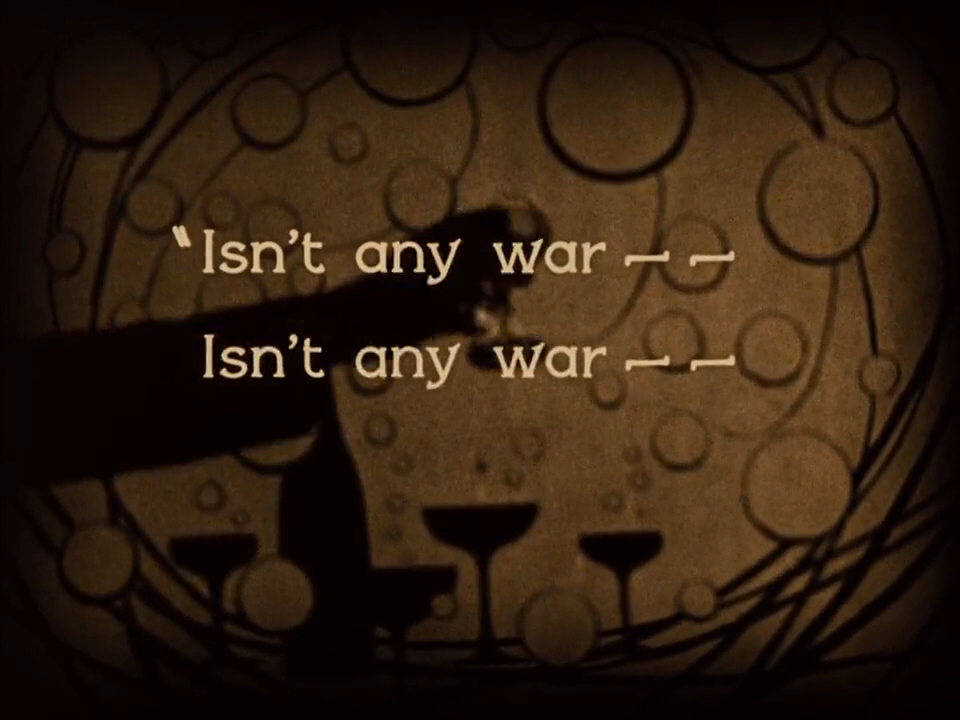 “Isn't any war — —
Isn't any war — —